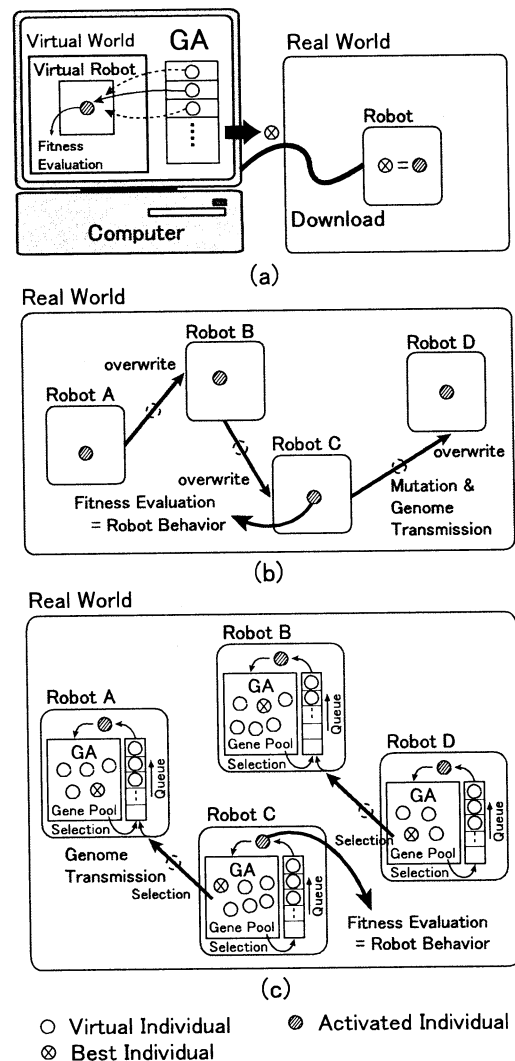 Virtual World
GA
Virtual Robot
Fitness
Evaluation
Computer
Real World
Robot
=
Download
(a)
Real World
Robot A
overwrite
Robot B
overwrite
Robot C
Robot D
overwrite
Fitness Evaluation
= Robot Behavior
Mutation &
Genome
Transmission
(b)
Real World
Robot A
GA
Gene Pool
Selection
Queue
Robot B
GA
Gene Pool
Selection
Queue
Robot D
GA
Gene Pool
Selection
Queue
Selection
Robot C
GA
Gene Pool
Selection
Queue
Genome
Transmission
Selection
Fitness Evaluation
= Robot Behavior
(c)
Virtual Individual
Activated Individual
Best Individual